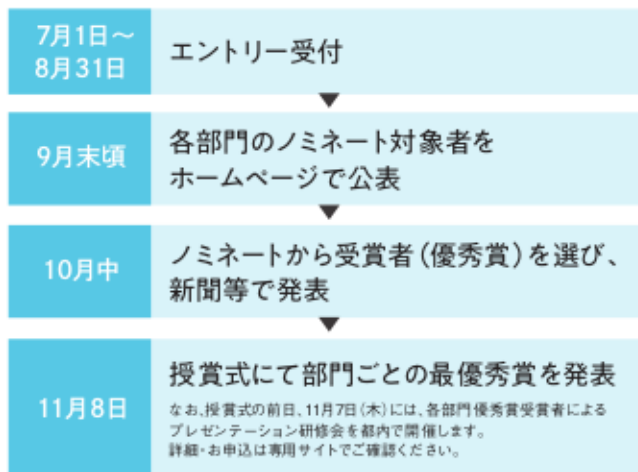 7月1日～
8月31日
エントリー受付
9月末頃
各部門のノミネート対象者を
ホームページで公表
10月中
ノミネートから受賞者(優秀賞)を選び、
新聞等で発表
11月8日
授賞式にて部門ごとの最優秀賞を発表
なお、授賞式の前日、11月7日(木)には、各部門優秀賞受賞者による
プレゼンテーション研修会を都内で開催します。
詳細・お申込は専用サイトでご確認ください。